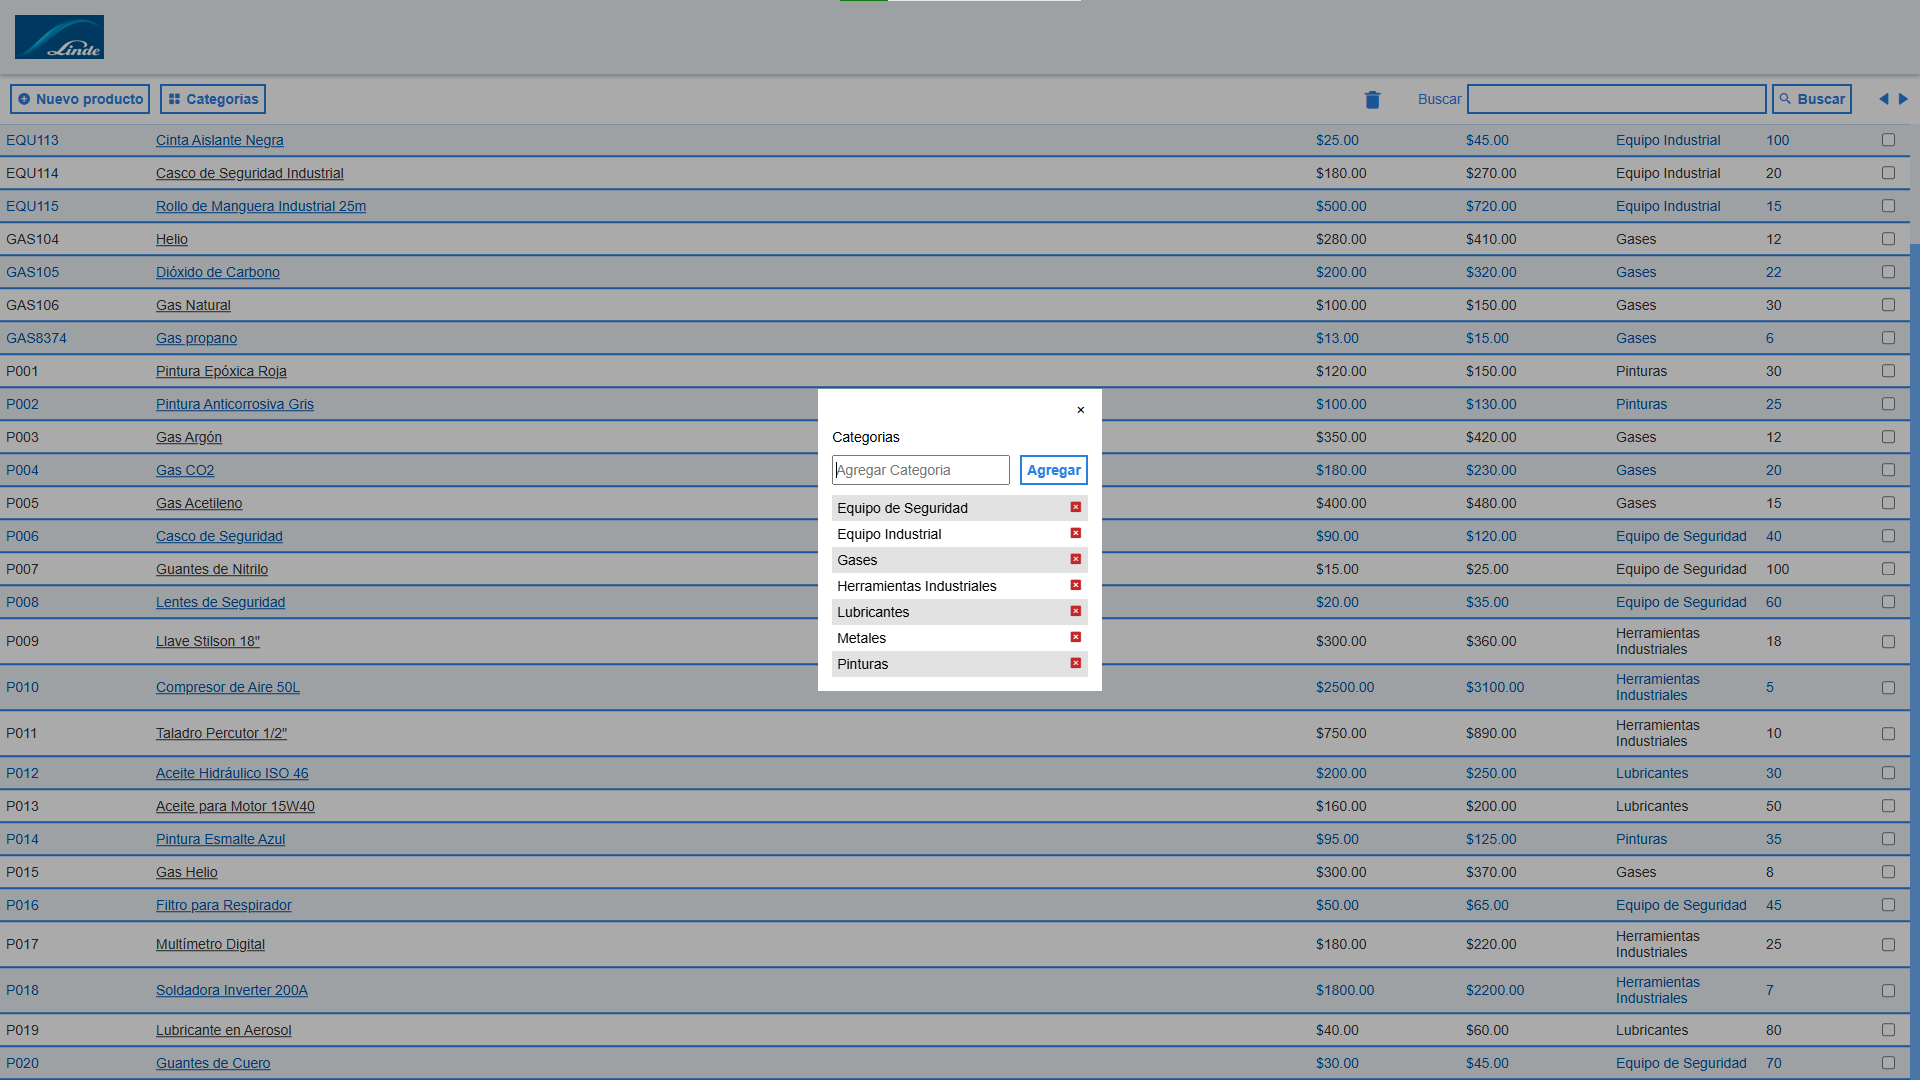 Linde
Nuevo producto Categorias Buscar Buscar
EQU113 Cinta Aislante Negra $25.00 $45.00 Equipo Industrial 100
EQU114 Casco de Seguridad Industrial $180.00 $270.00 Equipo Industrial 20
EQU115 Rollo de Manguera Industrial 25m $500.00 $720.00 Equipo Industrial 15
GAS104 Helio $280.00 $410.00 Gases 12
GAS105 Dióxido de Carbono $200.00 $320.00 Gases 22
GAS106 Gas Natural $100.00 $150.00 Gases 30
GAS8374 Gas propano $13.00 $15.00 Gases 6
P001 Pintura Epóxica Roja $120.00 $150.00 Pinturas 30
P002 Pintura Anticorrosiva Gris $100.00 $130.00 Pinturas 25
P003 Gas Argón $350.00 $420.00 Gases 12
P004 Gas CO2 $180.00 $230.00 Gases 20
P005 Gas Acetileno $400.00 $480.00 Gases 15
P006 Casco de Seguridad $90.00 $120.00 Equipo de Seguridad 40
P007 Guantes de Nitrilo $15.00 $25.00 Equipo de Seguridad 100
P008 Lentes de Seguridad $20.00 $35.00 Equipo de Seguridad 60
P009 Llave Stilson 18" $300.00 $360.00 Herramientas Industriales 18
P010 Compresor de Aire 50L $2500.00 $3100.00 Herramientas Industriales 5
P011 Taladro Percutor 1/2" $750.00 $890.00 Herramientas Industriales 10
P012 Aceite Hidráulico ISO 46 $200.00 $250.00 Lubricantes 30
P013 Aceite para Motor 15W40 $160.00 $200.00 Lubricantes 50
P014 Pintura Esmalte Azul $95.00 $125.00 Pinturas 35
P015 Gas Helio $300.00 $370.00 Gases 8
P016 Filtro para Respirador $50.00 $65.00 Equipo de Seguridad 45
P017 Multímetro Digital $180.00 $220.00 Herramientas Industriales 25
P018 Soldadora Inverter 200A $1800.00 $2200.00 Herramientas Industriales 7
P019 Lubricante en Aerosol $40.00 $60.00 Lubricantes 80
P020 Guantes de Cuero $30.00 $45.00 Equipo de Seguridad 70
×
Categorias
Agregar Categoria Agregar
Equipo de Seguridad
Equipo Industrial
Gases
Herramientas Industriales
Lubricantes
Metales
Pinturas